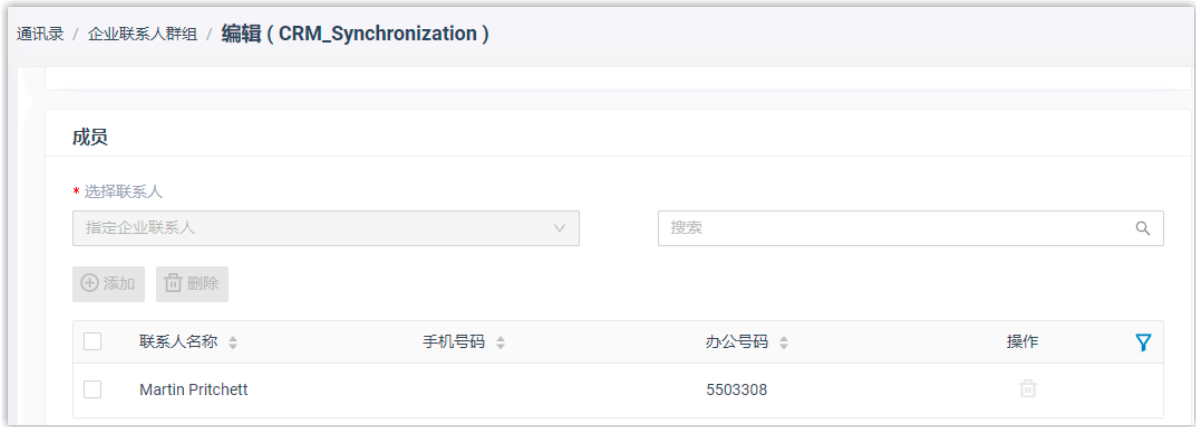 通讯录 / 企业联系人群组 / 编辑 ( CRM_Synchronization )
成员
* 选择联系人
指定企业联系人 搜索
添加 删除
联系人名称 手机号码 办公号码 操作
Martin Pritchett 5503308